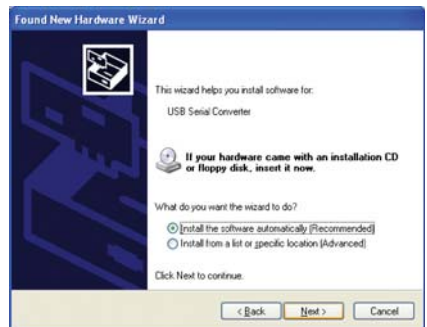 Found New Hardware Wizard
This wizard helps you install software for:
USB Serial Converter
If your hardware came with an installation CD
or floppy disk, insert it now.
What do you want the wizard to do?
Install the software automatically (Recommended)
Install from a list or specific location (Advanced)
Click Next to continue.
< Back
Next >
Cancel